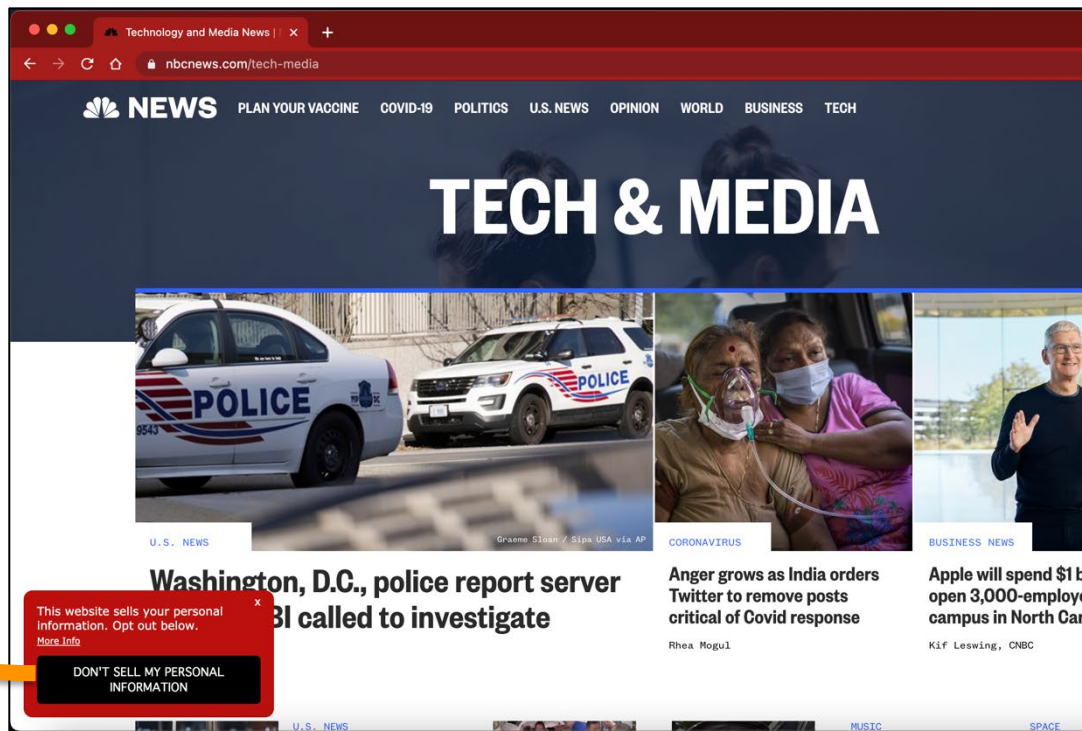 Technology and Media News |
nbcnews.com/tech-media
NEWS PLAN YOUR VACCINE COVID-19 POLITICS U.S. NEWS OPINION WORLD BUSINESS TECH
TECH & MEDIA
POLICE
9543
POLICE
Graeme Sloan / Sipa USA via AP
U.S. NEWS
Washington, D.C., police report server
BI called to investigate
CORONAVIRUS
Anger grows as India orders
Twitter to remove posts
critical of Covid response
Rhea Mogul
BUSINESS NEWS
Apple will spend $1 b
open 3,000-employe
campus in North Car
Kif Leswing, CNBC
This website sells your personal
information. Opt out below.
More Info
x
DON'T SELL MY PERSONAL
INFORMATION
U.S. NEWS
MUSIC
SPACE